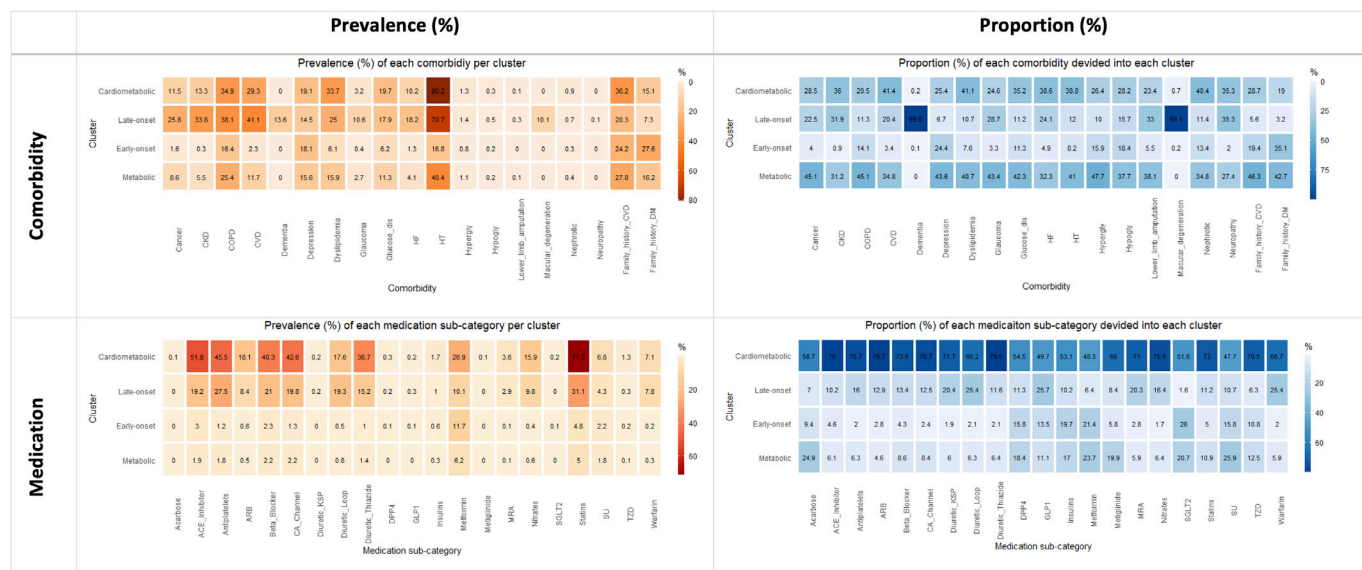 Prevalence (%)
Proportion (%)
Comorbidity
Prevalence (%) of each comorbidiy per cluster
Cluster
Cardiometabolic 11.5 13.3 34.9 29.3 0 19.1 33.7 3.2 19.7 10.2 80.2 1.3 0.3 0.1 0 0.9 0 36.2 15.1
Late-onset 25.8 33.8 38.1 41.1 13.6 14.5 25 10.6 17.9 18.2 70.7 1.4 0.5 0.3 10.1 0.7 0.1 20.3 7.3
Early-onset 1.6 0.3 16.4 2.3 0 18.1 6.1 0.4 6.2 1.3 16.8 0.8 0.2 0 0 0.3 0 24.2 27.6
Metabolic 8.6 5.5 25.4 11.7 0 15.6 15.9 2.7 11.3 4.1 40.4 1.1 0.2 0.1 0 0.4 0 27.8 16.2
Cancer CKD COPD CVD Dementia Depression Dyslipidemia Glaucoma Glucose_dis HF HT Hypergly Hypogly Lower_limb_amputation Macular_degeneration Nephrotic Neuropathy Family_history_CVD Family_history_DM
Comorbidity
%
0
20
40
60
80
Proportion (%) of each comorbidity devided into each cluster
Cluster
Cardiometabolic 28.5 36 29.5 41.4 0.2 25.4 41.1 24.6 35.2 38.6 38.8 26.4 28.2 23.4 0.7 40.4 35.3 28.7 19
Late-onset 22.5 31.9 11.3 20.4 6.7 10.7 28.7 11.2 24.1 12 10 15.7 33 11.4 35.3 5.6 3.2
Early-onset 4 0.9 14.1 3.4 0.1 24.4 7.6 3.3 11.3 4.9 8.2 15.9 18.4 5.5 0.2 13.4 2 19.4 35.1
Metabolic 45.1 31.2 45.1 34.8 0 43.6 40.7 43.4 42.3 32.3 41 47.7 37.7 38.1 0 34.8 27.4 46.3 42.7
Cancer CKD COPD CVD Dementia Depression Dyslipidemia Glaucoma Glucose_dis HF HT Hypergly Hypogly Lower_limb_amputation Macular_degeneration Nephrotic Neuropathy Family_history_CVD Family_history_DM
Comorbidity
%
25
50
75
Medication
Prevalence (%) of each medication sub-category per cluster
Cluster
Cardiometabolic 0.1 51.8 45.5 18.1 40.3 42.6 0.2 17.6 36.7 0.2 0.3 1.7 26.9 0.1 3.6 15.9 0.2 71.2 6.8 1.3 7.1
Late-onset 0 19.2 27.5 8.4 21 19.8 0.2 19.3 15.2 0.2 0.3 1 10.1 0 2.9 9.8 0 31.1 4.3 0.3 7.8
Early-onset 0 3 1.2 0.6 2.3 1.3 0 0.5 1 0.1 0.1 0.6 11.7 0 0.1 0.3 0.1 4.8 2.2 0.2 0.2
Metabolic 0 1.9 1.8 0.5 2.2 2.2 0 0.8 1.4 0 0 0.3 6.2 0 0.1 0.6 0 5 1.8 0.1 0.3
Acarbose ACE_Inhibitor Antiplatelets ARB Beta_Blocker CA_Channel Diuretic_KSP Diuretic_Loop Diuretic_Thiazide DPP4 GLP1 Insulins Metformin Metiglinide MRA Nitrates SGLT2 Statins SU TZD Warfarin
Medication sub-category
%
20
40
60
Proportion (%) of each medicaiton sub-category devided into each cluster
Cluster
Cardiometabolic 58.7 79 75.7 79.7 73.6 76.7 71.7 66.2 79.9 54.5 49.7 53.1 48.5 66 71 75.5 51.6 73 47.7 70.5 66.7
Late-onset 7 10.2 16 12.9 13.4 12.5 20.4 25.4 11.6 11.3 25.7 10.2 6.4 8.4 20.3 16.4 1.6 11.2 10.7 6.3 25.4
Early-onset 9.4 4.6 2 2.8 4.3 2.4 1.9 2.1 2.1 15.8 13.5 19.7 21.4 5.8 2.8 1.7 26 5 15.8 10.8 2
Metabolic 24.9 6.1 6.3 4.6 8.6 8.4 6 6.3 6.4 18.4 11.1 17 23.7 19.9 5.9 6.4 20.7 10.9 25.9 12.5 5.9
Acarbose ACE_Inhibitor Antiplatelets ARB Beta_Blocker CA_Channel Diuretic_KSP Diuretic_Loop Diuretic_Thiazide DPP4 GLP1 Insulins Metformin Metiglinide MRA Nitrates SGLT2 Statins SU TZD Warfarin
Medication sub-category
%
20
40
60